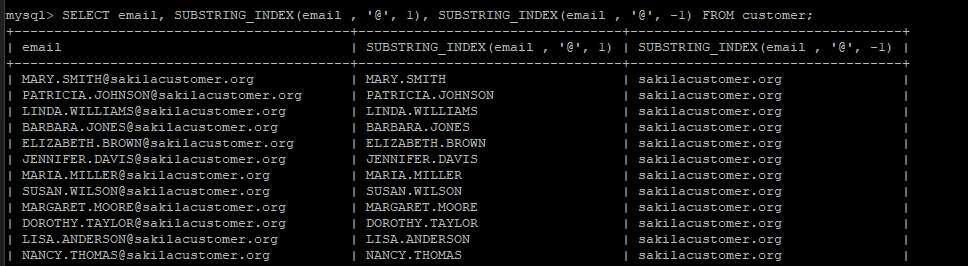 mysql> SELECT email, SUBSTRING_INDEX(email , '@', 1), SUBSTRING_INDEX(email , '@', -1) FROM customer;
+-------------------------------------------+---------------------------------+----------------------------------+
| email | SUBSTRING_INDEX(email , '@', 1) | SUBSTRING_INDEX(email , '@', -1) |
+-------------------------------------------+---------------------------------+----------------------------------+
| MARY.SMITH@sakilacustomer.org | MARY.SMITH | sakilacustomer.org |
| PATRICIA.JOHNSON@sakilacustomer.org | PATRICIA.JOHNSON | sakilacustomer.org |
| LINDA.WILLIAMS@sakilacustomer.org | LINDA.WILLIAMS | sakilacustomer.org |
| BARBARA.JONES@sakilacustomer.org | BARBARA.JONES | sakilacustomer.org |
| ELIZABETH.BROWN@sakilacustomer.org | ELIZABETH.BROWN | sakilacustomer.org |
| JENNIFER.DAVIS@sakilacustomer.org | JENNIFER.DAVIS | sakilacustomer.org |
| MARIA.MILLER@sakilacustomer.org | MARIA.MILLER | sakilacustomer.org |
| SUSAN.WILSON@sakilacustomer.org | SUSAN.WILSON | sakilacustomer.org |
| MARGARET.MOORE@sakilacustomer.org | MARGARET.MOORE | sakilacustomer.org |
| DOROTHY.TAYLOR@sakilacustomer.org | DOROTHY.TAYLOR | sakilacustomer.org |
| LISA.ANDERSON@sakilacustomer.org | LISA.ANDERSON | sakilacustomer.org |
| NANCY.THOMAS@sakilacustomer.org | NANCY.THOMAS | sakilacustomer.org |